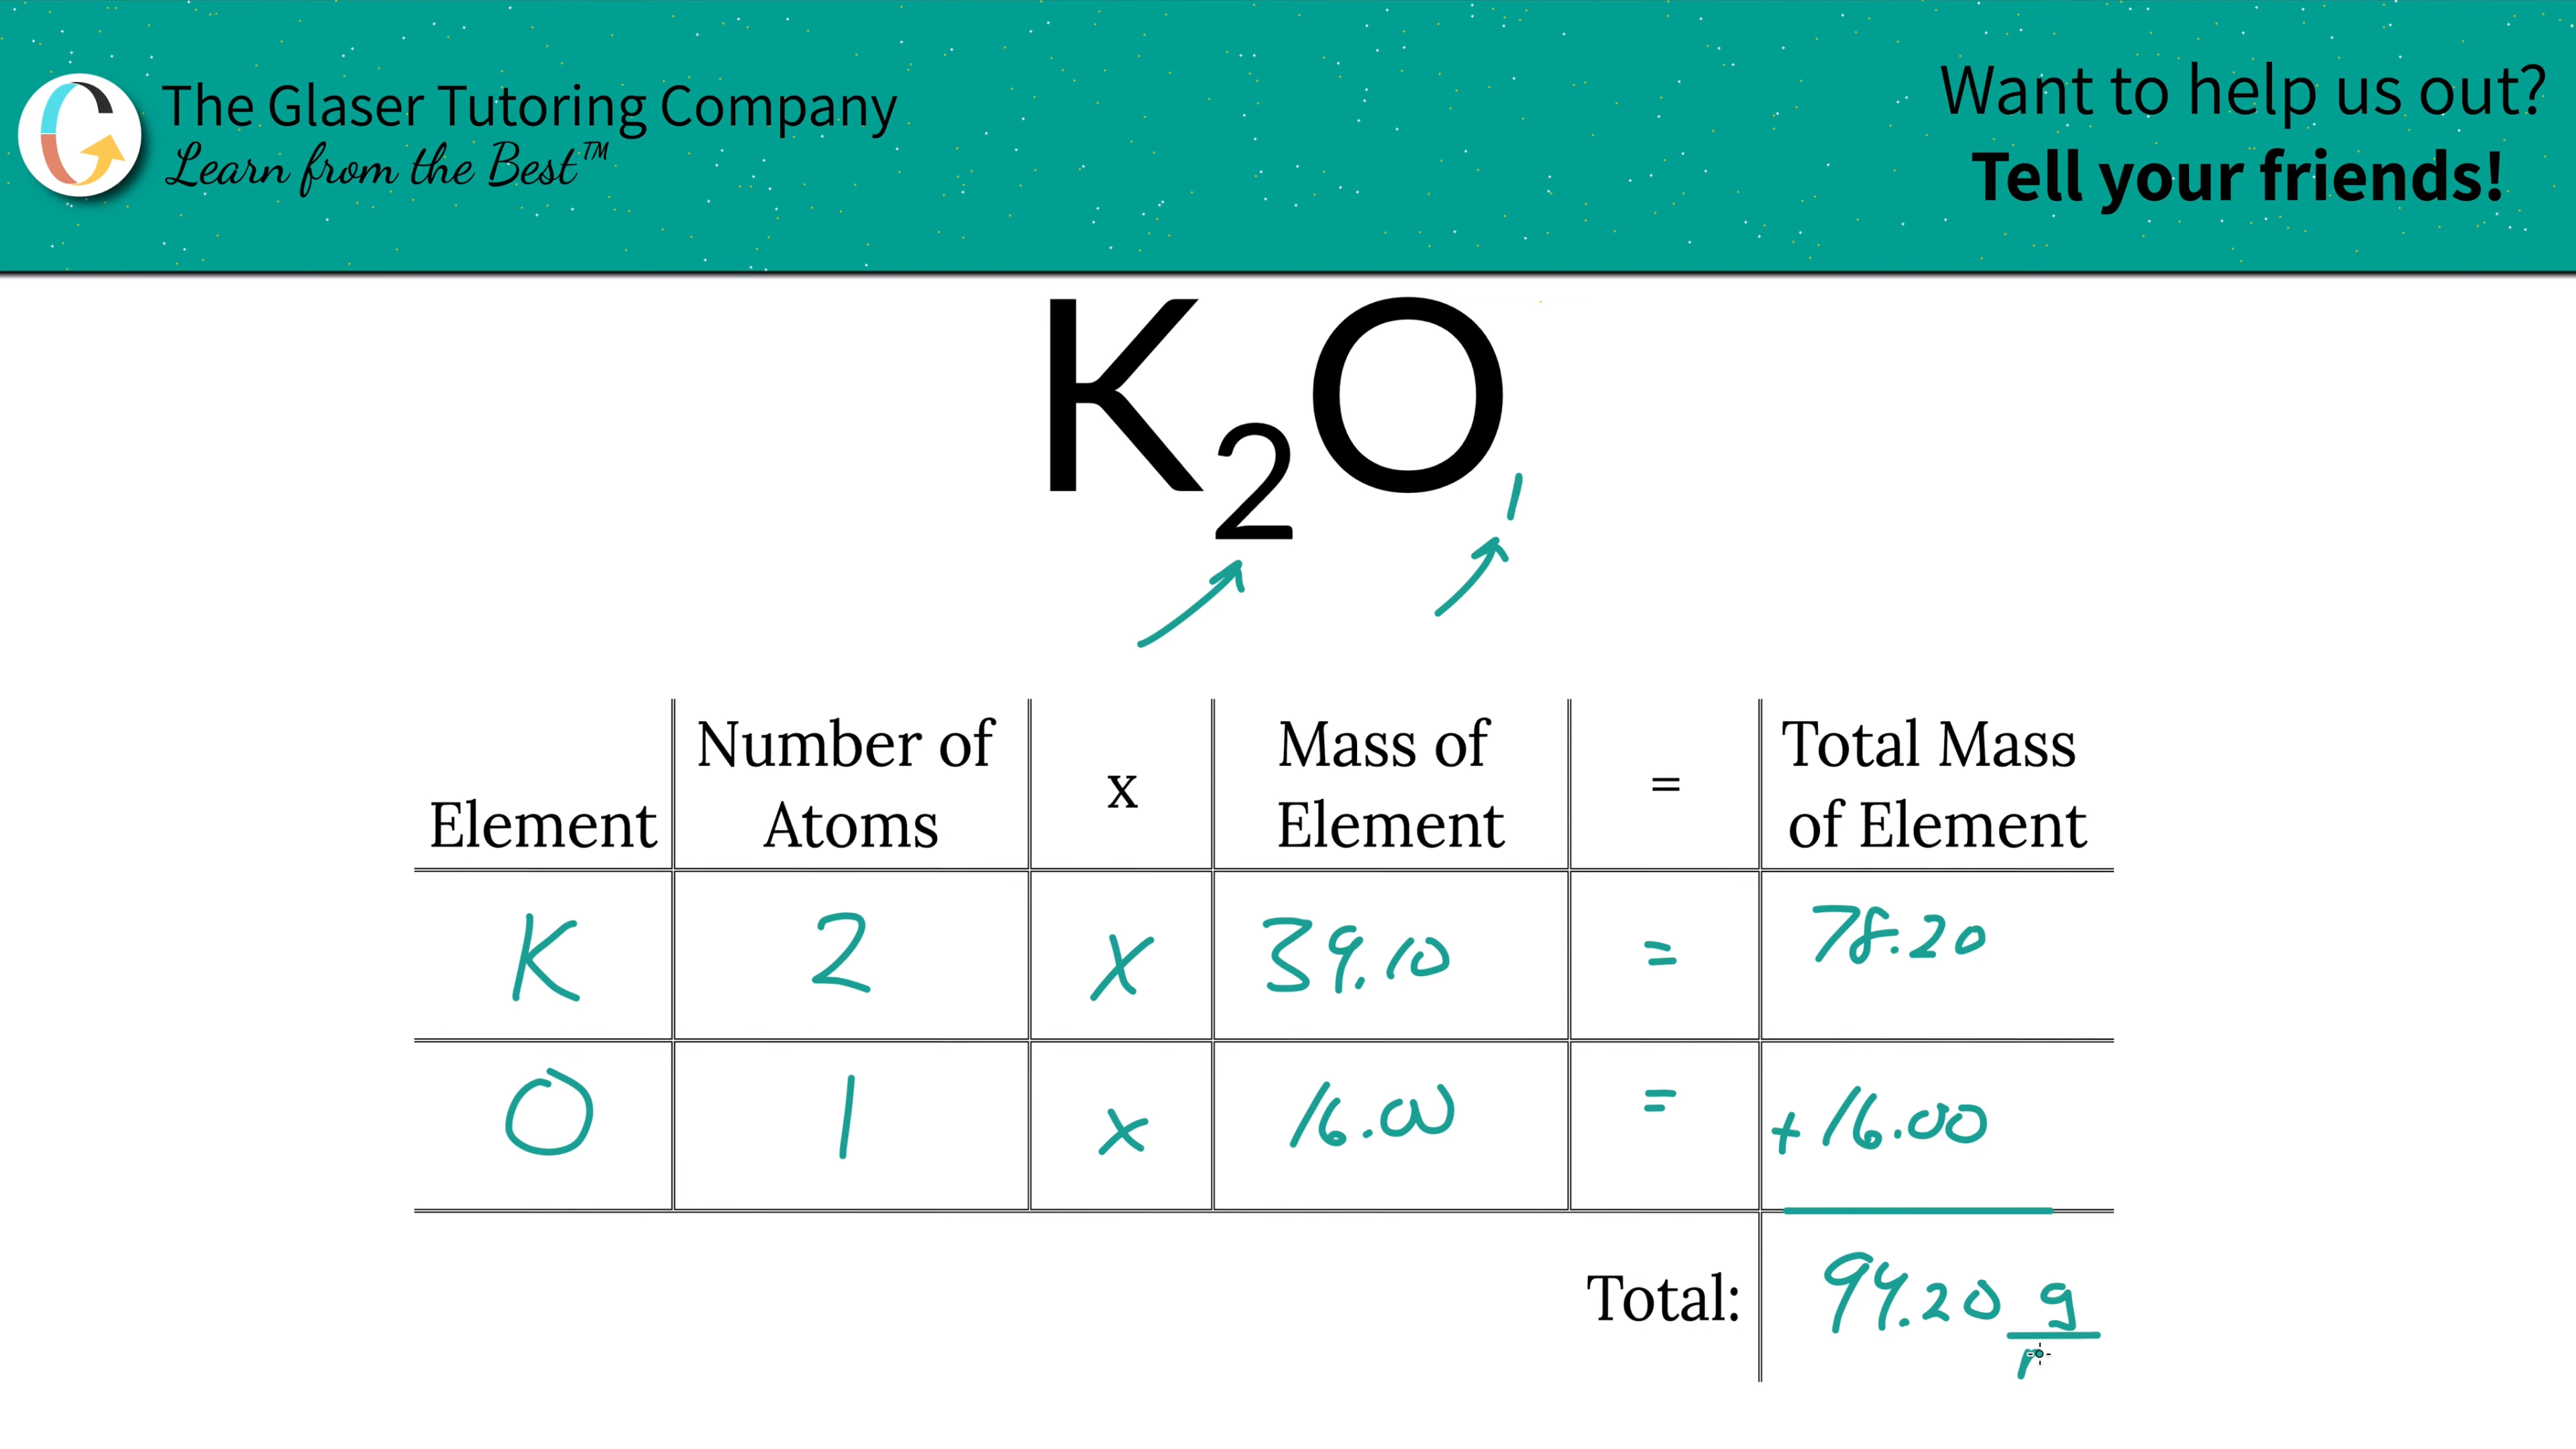 The Glaser Tutoring Company
Learn from the Best™
Want to help us out?
Tell your friends!
K₂O 1
Element Number of Atoms x Mass of Element = Total Mass of Element
K 2 x 39.10 = 78.20
O 1 x 16.00 = + 16.00
Total: 94.20 g